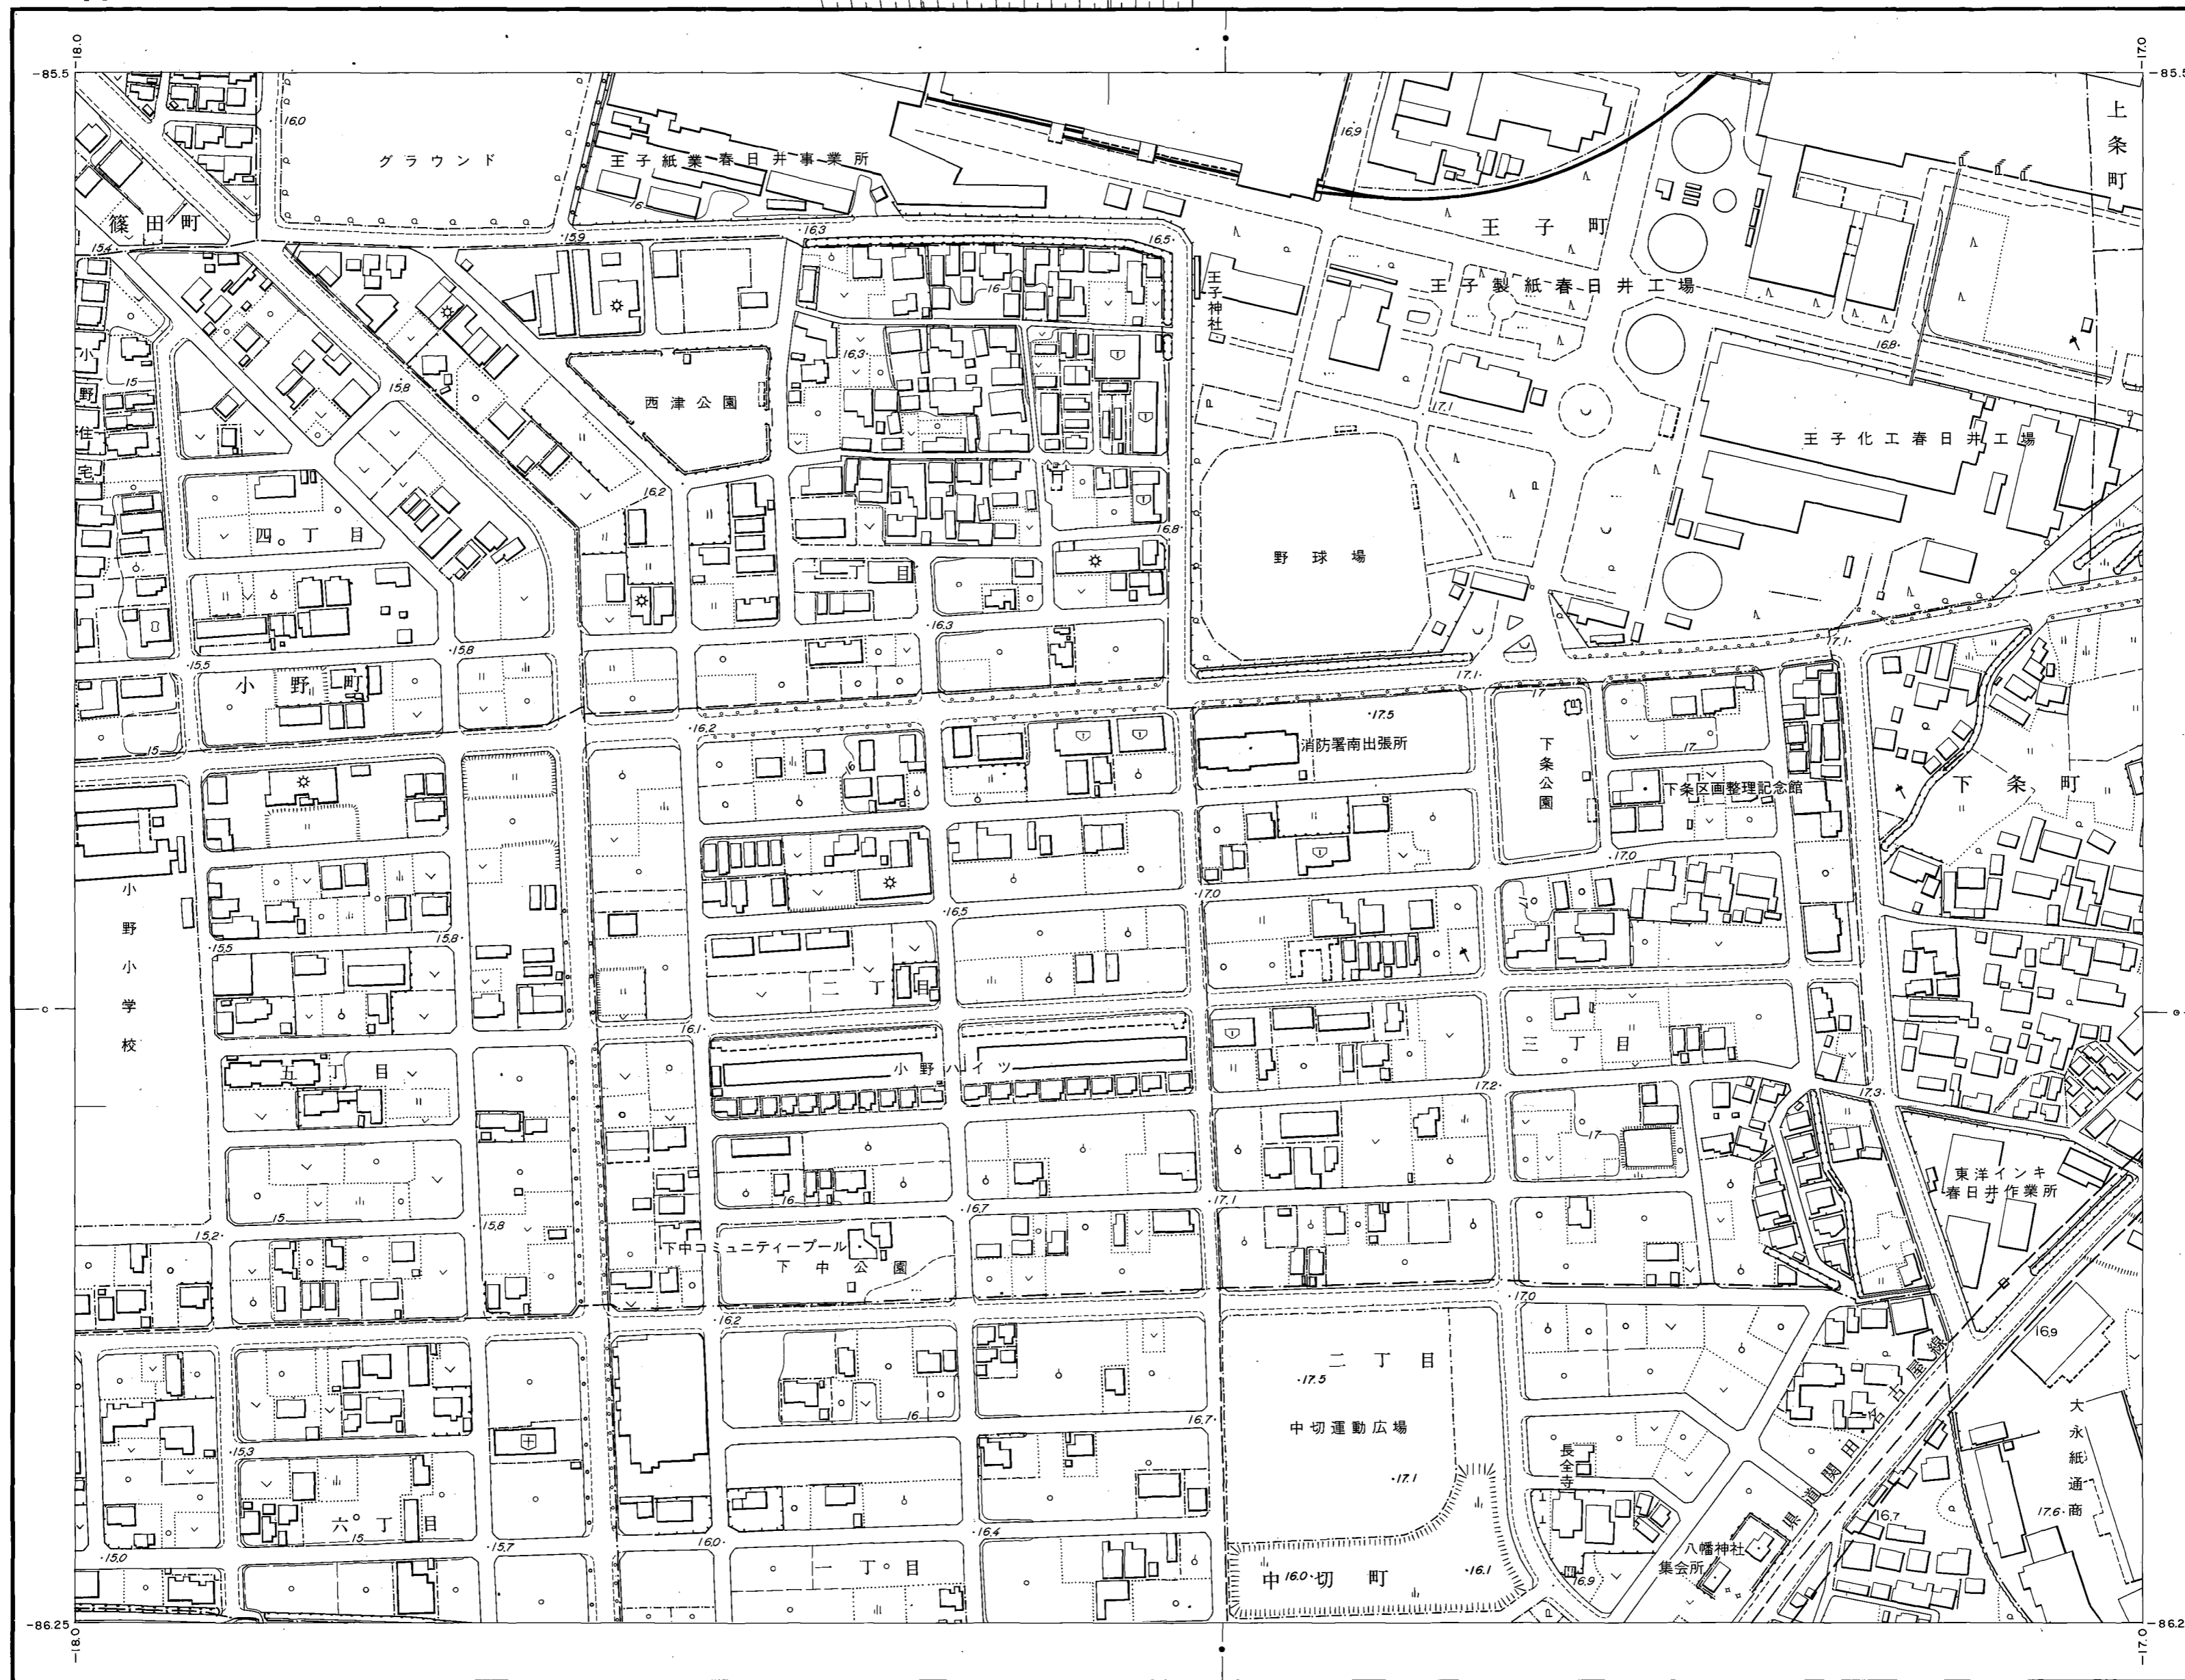 -18.0
-17.0
-85.5
-85.5
上条町
16.0
16.9
グラウンド
王子紙業春日井事業所
16
篠田町
王子町
15.4
15.9
16.3
16.5
王子神社
王子製紙春日井工場
16
16.3
16.8
小野住宅
15
15.8
西津公園
17.1
王子化工春日井工場
16.2
四丁目
16.8
野球場
16.3
15.5
15.8
17.1
小野町
17.1
17
15
16.2
17.5
消防署南出張所
下条公園
17
16
下条区画整理記念館
下条町
17.0
小野小学校
17.0
16.5
17
15.5
15.8
二丁目
16.1
三丁目
小野ハイツ
五丁目
17.2
17.3
17
東洋インキ
春日井作業所
16
17.1
15
16.7
15.2
15.8
下中コミュニティープール
下中公園
17.0
16.2
16.9
二丁目
17.5
県道関田名古屋線
大永紙通商
16
16.7
中切運動広場
15.3
長全寺
17.1
16.7
17.6
六丁目
15
16.4
15.0
15.7
16.0
八幡神社
集会所
一丁目
中切町
16.0
16.1
16.9
-86.25
-86.2
-18.0
-17.0